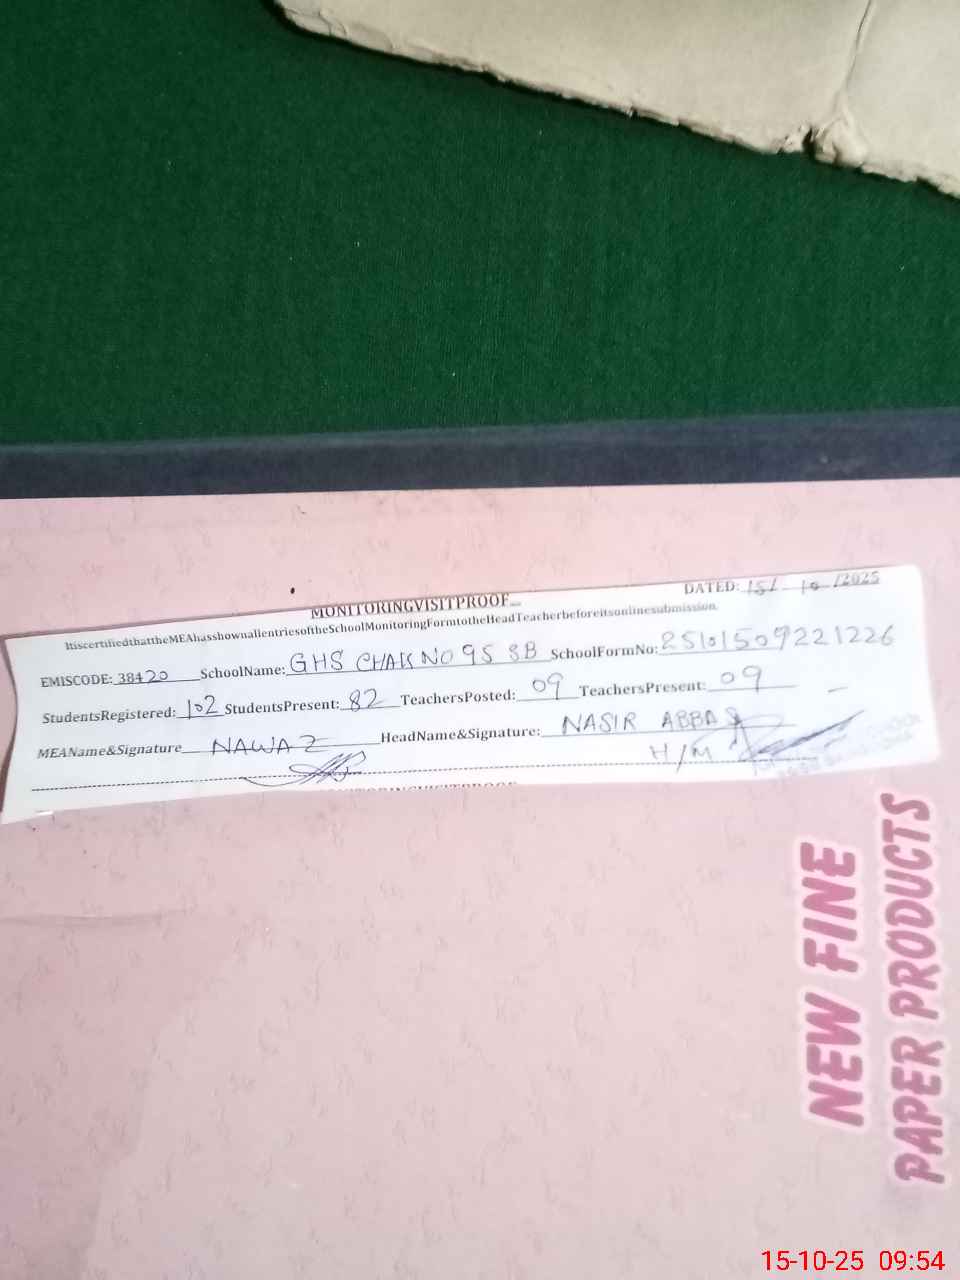 DATED: 15/ 10 /2025
MONITORINGVISITPROOF
ItiscertifiedthattheMEAhasshownallentriesoftheSchoolMonitoringFormtotheHeadTeacherbeforeitsonlinesubmission.
EMISCODE: 38420 SchoolName: GHS CHAK NO 95 SB SchoolFormNo: 25101509221226
StudentsRegistered: 102 StudentsPresent: 82 TeachersPosted: 09 TeachersPresent: 09
MEAName&Signature NAWAZ HeadName&Signature: NASIR ABBAS
H/M
NEW FINE
PAPER PRODUCTS
15-10-25 09:54